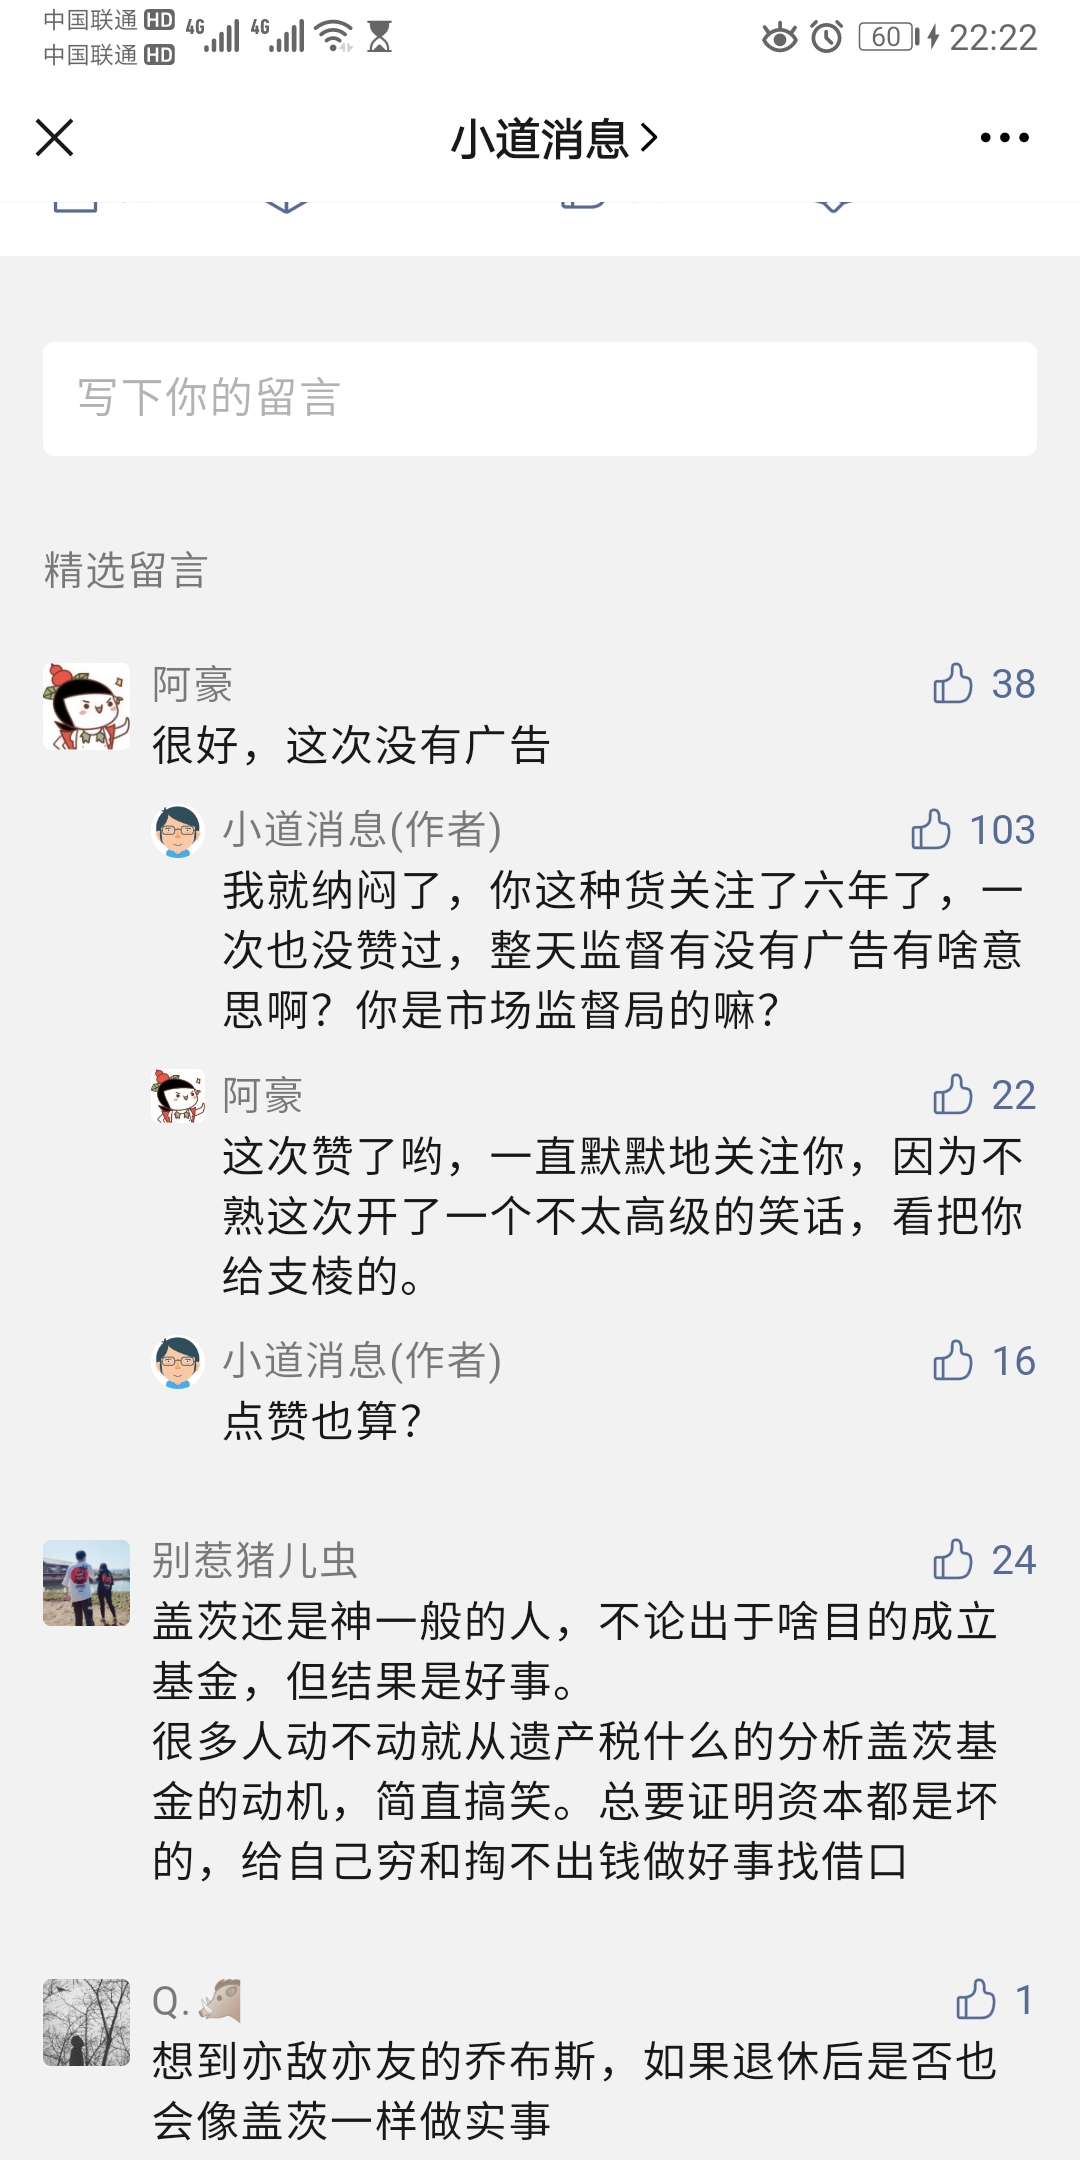 中国联通 HD 4G 4G 60 22:22
中国联通 HD
小道消息
写下你的留言
精选留言
阿豪 38
很好，这次没有广告
小道消息(作者) 103
我就纳闷了，你这种货关注了六年了，一
次也没赞过，整天监督有没有广告有啥意
思啊？你是市场监督局的嘛？
阿豪 22
这次赞了哟，一直默默地关注你，因为不
熟这次开了一个不太高级的笑话，看把你
给支棱的。
小道消息(作者) 16
点赞也算？
别惹猪儿虫 24
盖茨还是神一般的人，不论出于啥目的成立
基金，但结果是好事。
很多人动不动就从遗产税什么的分析盖茨基
金的动机，简直搞笑。总要证明资本都是坏
的，给自己穷和掏不出钱做好事找借口
Q.🐗 1
想到亦敌亦友的乔布斯，如果退休后是否也
会像盖茨一样做实事